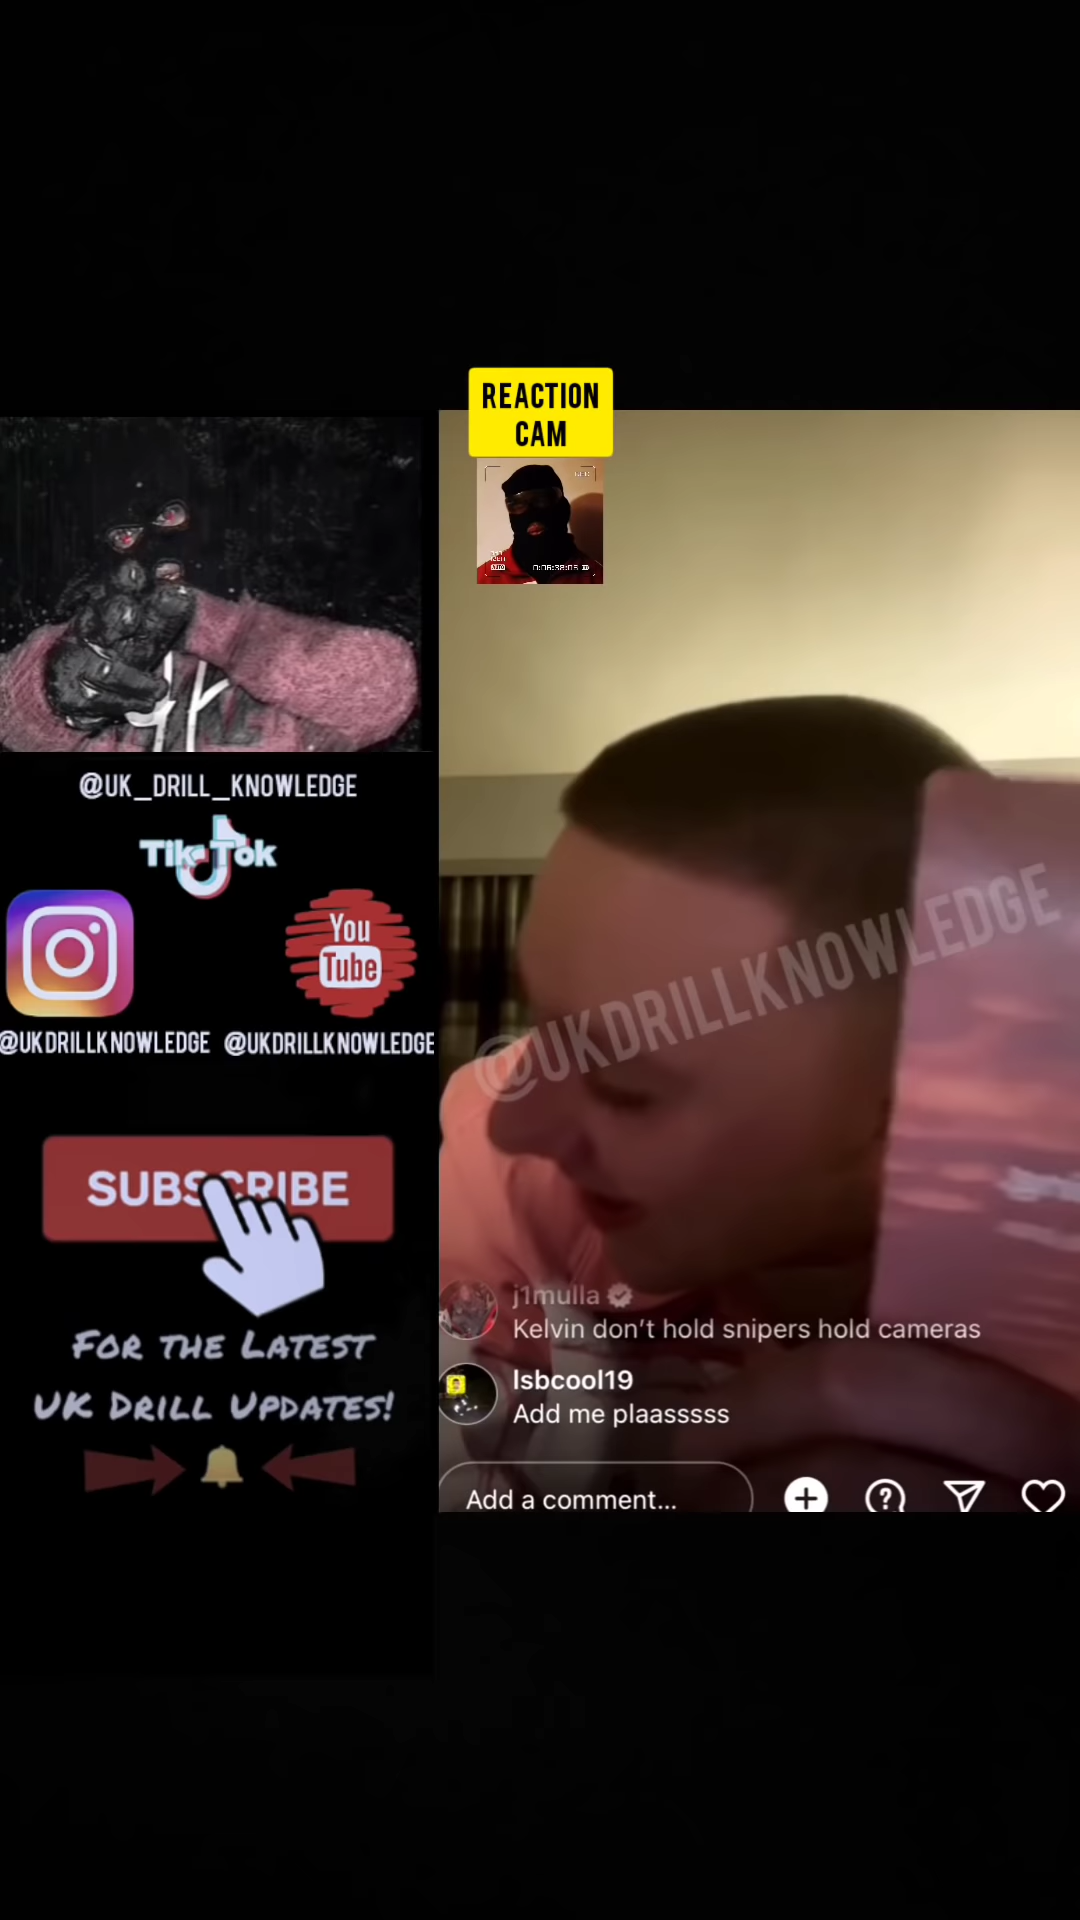 REACTION
CAM
@UK_DRILL_KNOWLEDGE
TikTok
You
Tube
@UKDRILLKNOWLEDGE
@UKDRILLKNOWLEDGE
@UKDRILLKNOWLEDGE
SUBSCRIBE
FOR THE LATEST
UK DRILL UPDATES!
j1mulla
Kelvin don't hold snipers hold cameras
lsbcool19
Add me plaasssss
Add a comment...